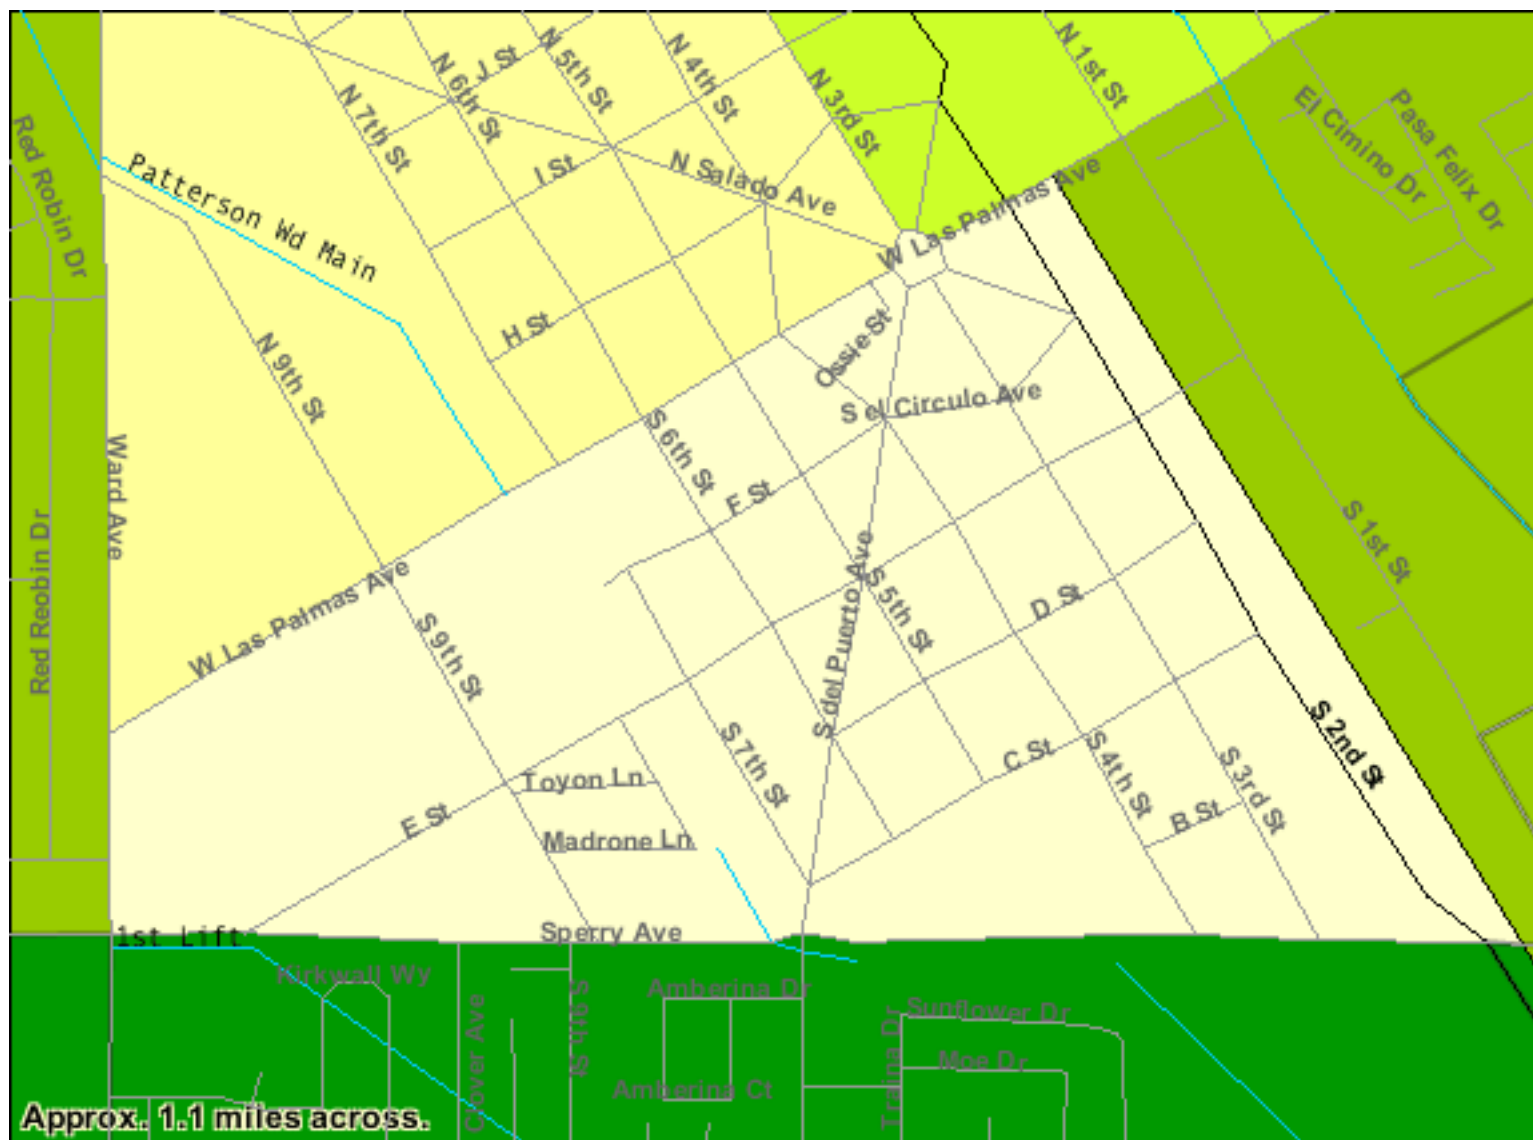 J St
N 5th St
N 4th St
N 1st St
N 6th St
N 3rd St
N 7th St
El Cimino Dr
Pasa Felix Dr
Red Robin Dr
Patterson Wd Main
I St
N Salado Ave
W Las Palmas Ave
H St
Ossie St
N 9th St
S el Circulo Ave
S 6th St
Ward Ave
F St
S 1st St
Red Reobin Dr
W Las Palmas Ave
S 5th St
D St
S 9th St
S del Puerto Ave
S 7th St
S 2nd St
C St
S 4th St
S 3rd St
Toyon Ln
E St
B St
Madrone Ln
1st Lift
Sperry Ave
Kirkwall Wy
Clover Ave
S 9th St
Amberina Dr
Sunflower Dr
Traina Dr
Moe Dr
Amberina Ct
Approx. 1.1 miles across.